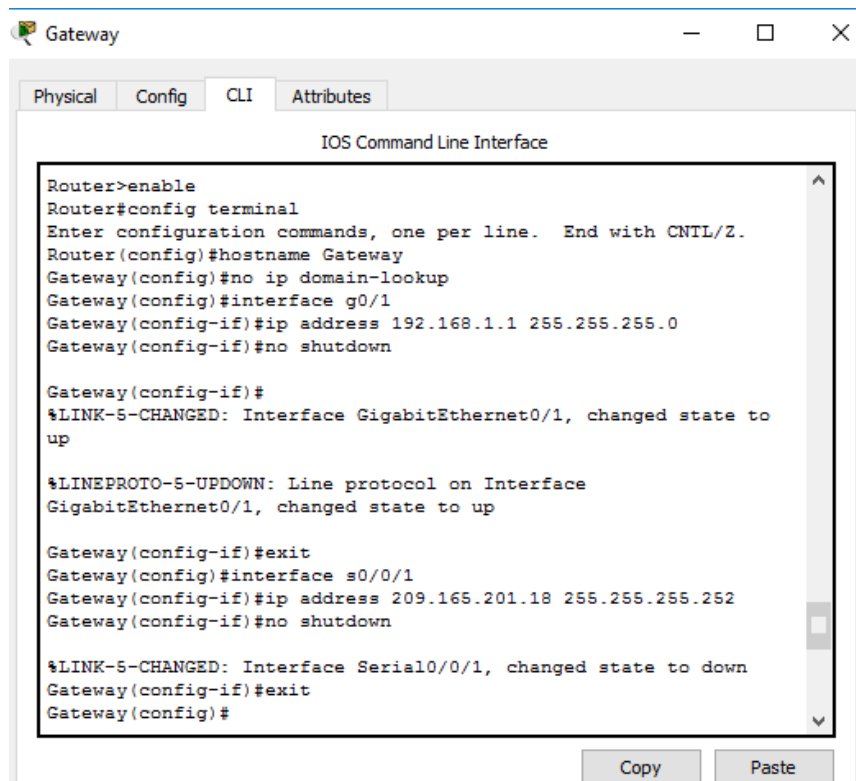 Gateway
Physical Config CLI Attributes
IOS Command Line Interface
Router>enable
Router#config terminal
Enter configuration commands, one per line.  End with CNTL/Z.
Router(config)#hostname Gateway
Gateway(config)#no ip domain-lookup
Gateway(config)#interface g0/1
Gateway(config-if)#ip address 192.168.1.1 255.255.255.0
Gateway(config-if)#no shutdown
Gateway(config-if)#
%LINK-5-CHANGED: Interface GigabitEthernet0/1, changed state to
up
%LINEPROTO-5-UPDOWN: Line protocol on Interface
GigabitEthernet0/1, changed state to up
Gateway(config-if)#exit
Gateway(config)#interface s0/0/1
Gateway(config-if)#ip address 209.165.201.18 255.255.255.252
Gateway(config-if)#no shutdown
%LINK-5-CHANGED: Interface Serial0/0/1, changed state to down
Gateway(config-if)#exit
Gateway(config)#
Copy Paste